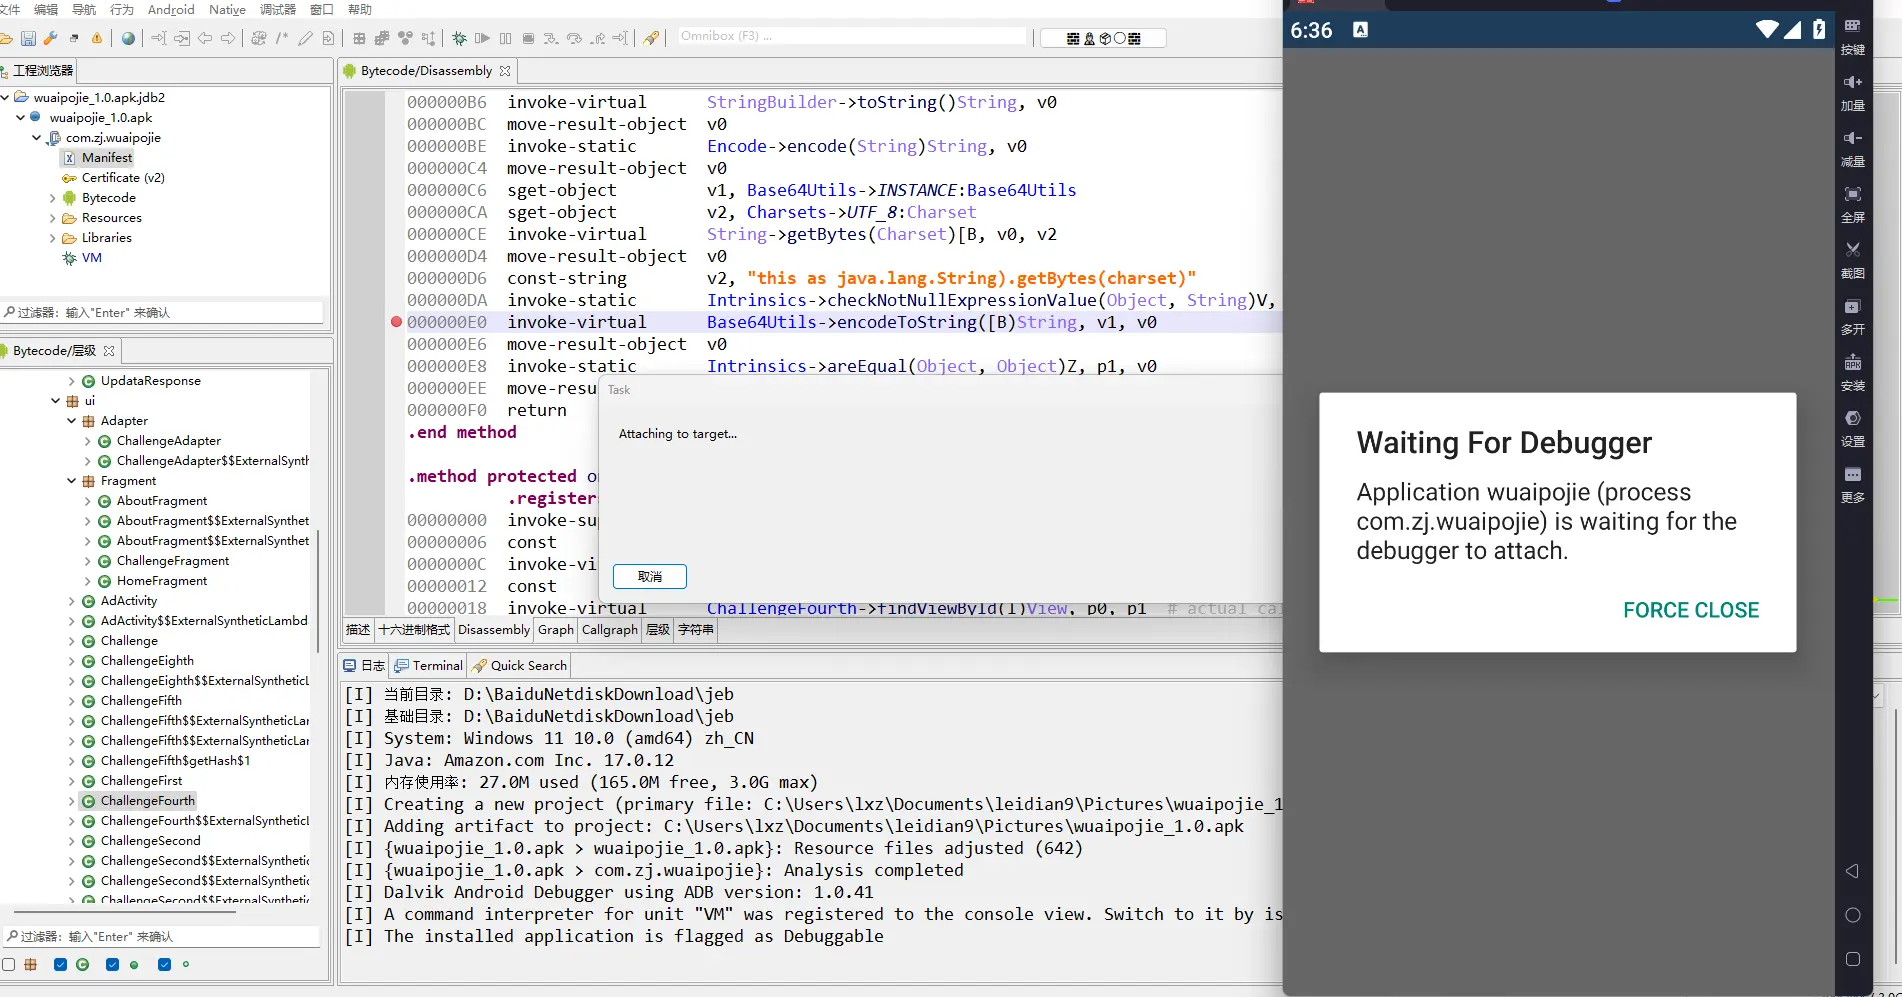 文件 编辑 导航 行为 Android Native 调试器 窗口 帮助
Omnibox (F3) ...
工程浏览器
wuaipojie_1.0.apk.jdb2
wuaipojie_1.0.apk
com.zj.wuaipojie
Manifest
Certificate (v2)
Bytecode
Resources
Libraries
VM
过滤器: 输入"Enter" 来确认
Bytecode/层级
UpdataResponse
ui
Adapter
ChallengeAdapter
ChallengeAdapter$$ExternalSynth
Fragment
AboutFragment
AboutFragment$$ExternalSynthet
AboutFragment$$ExternalSynthet
ChallengeFragment
HomeFragment
AdActivity
AdActivity$$ExternalSyntheticLambd
Challenge
ChallengeEighth
ChallengeEighth$$ExternalSyntheticL
ChallengeFifth
ChallengeFifth$$ExternalSyntheticLar
ChallengeFifth$$ExternalSyntheticLar
ChallengeFifth$getHash$1
ChallengeFirst
ChallengeFourth
ChallengeFourth$$ExternalSyntheticL
ChallengeSecond
ChallengeSecond$$ExternalSynthetic
ChallengeSecond$$ExternalSynthetic
ChallengeSecond$$ExternalSynthetic
过滤器: 输入"Enter" 来确认
Bytecode/Disassembly
000000B6 invoke-virtual StringBuilder->toString()String, v0
000000BC move-result-object v0
000000BE invoke-static Encode->encode(String)String, v0
000000C4 move-result-object v0
000000C6 sget-object v1, Base64Utils->INSTANCE:Base64Utils
000000CA sget-object v2, Charsets->UTF_8:Charset
000000CE invoke-virtual String->getBytes(Charset)[B, v0, v2
000000D4 move-result-object v0
000000D6 const-string v2, "this as java.lang.String).getBytes(charset)"
000000DA invoke-static Intrinsics->checkNotNullExpressionValue(Object, String)V,
000000E0 invoke-virtual Base64Utils->encodeToString([B)String, v1, v0
000000E6 move-result-object v0
000000E8 invoke-static Intrinsics->areEqual(Object, Object)Z, p1, v0
000000EE move-resu
000000F0 return
.end method
.method protected o
.register
00000000 invoke-su
00000006 const
0000000C invoke-vi
00000012 const
00000018 invoke-virtual ChallengeFourth->findViewById(I)View, p0, p1 # actual cal
Task
Attaching to target...
取消
描述 十六进制格式 Disassembly Graph Callgraph 层级 字符串
日志 Terminal Quick Search
[I] 当前目录: D:\BaiduNetdiskDownload\jeb
[I] 基础目录: D:\BaiduNetdiskDownload\jeb
[I] System: Windows 11 10.0 (amd64) zh_CN
[I] Java: Amazon.com Inc. 17.0.12
[I] 内存使用率: 27.0M used (165.0M free, 3.0G max)
[I] Creating a new project (primary file: C:\Users\lxz\Documents\leidian9\Pictures\wuaipojie_1
[I] Adding artifact to project: C:\Users\lxz\Documents\leidian9\Pictures\wuaipojie_1.0.apk
[I] {wuaipojie_1.0.apk > wuaipojie_1.0.apk}: Resource files adjusted (642)
[I] {wuaipojie_1.0.apk > com.zj.wuaipojie}: Analysis completed
[I] Dalvik Android Debugger using ADB version: 1.0.41
[I] A command interpreter for unit "VM" was registered to the console view. Switch to it by is
[I] The installed application is flagged as Debuggable
6:36
Waiting For Debugger
Application wuaipojie (process
com.zj.wuaipojie) is waiting for the
debugger to attach.
FORCE CLOSE
按键
加量
减量
全屏
截图
多开
安装
设置
更多